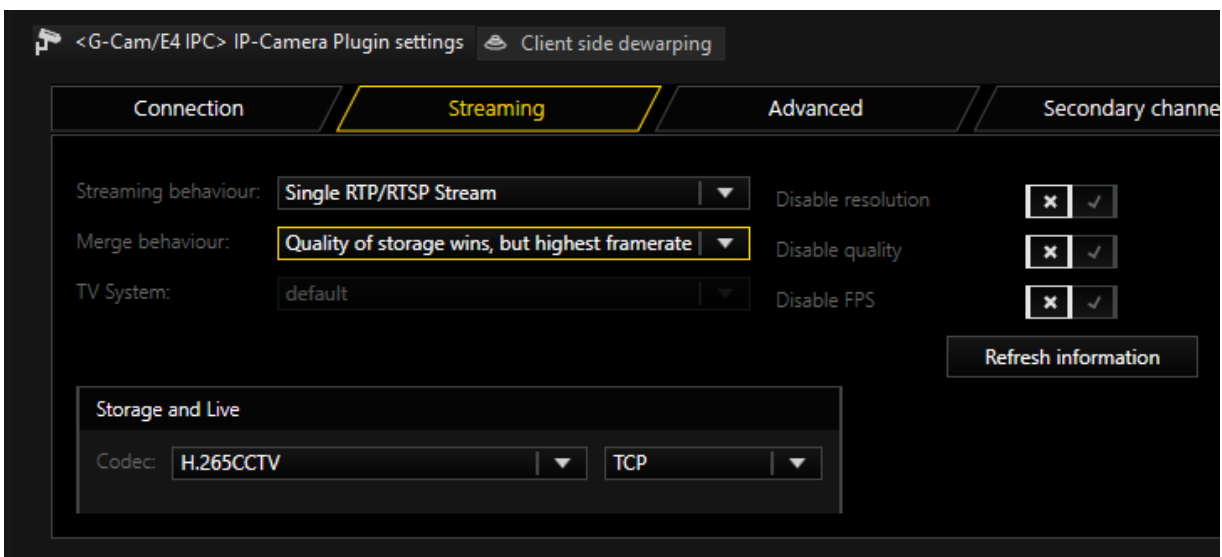 <G-Cam/E4 IPC> IP-Camera Plugin settings Client side dewarping
Connection Streaming Advanced Secondary channe
Streaming behaviour: Single RTP/RTSP Stream Disable resolution
Merge behaviour: Quality of storage wins, but highest framerate Disable quality
TV System: default Disable FPS
Refresh information
Storage and Live
Codec: H.265CCTV TCP